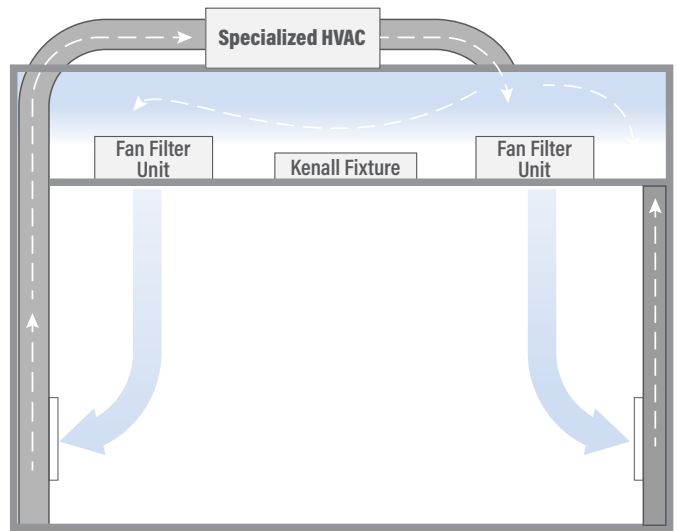 Specialized HVAC
Fan Filter
Unit
Kenall Fixture
Fan Filter
Unit